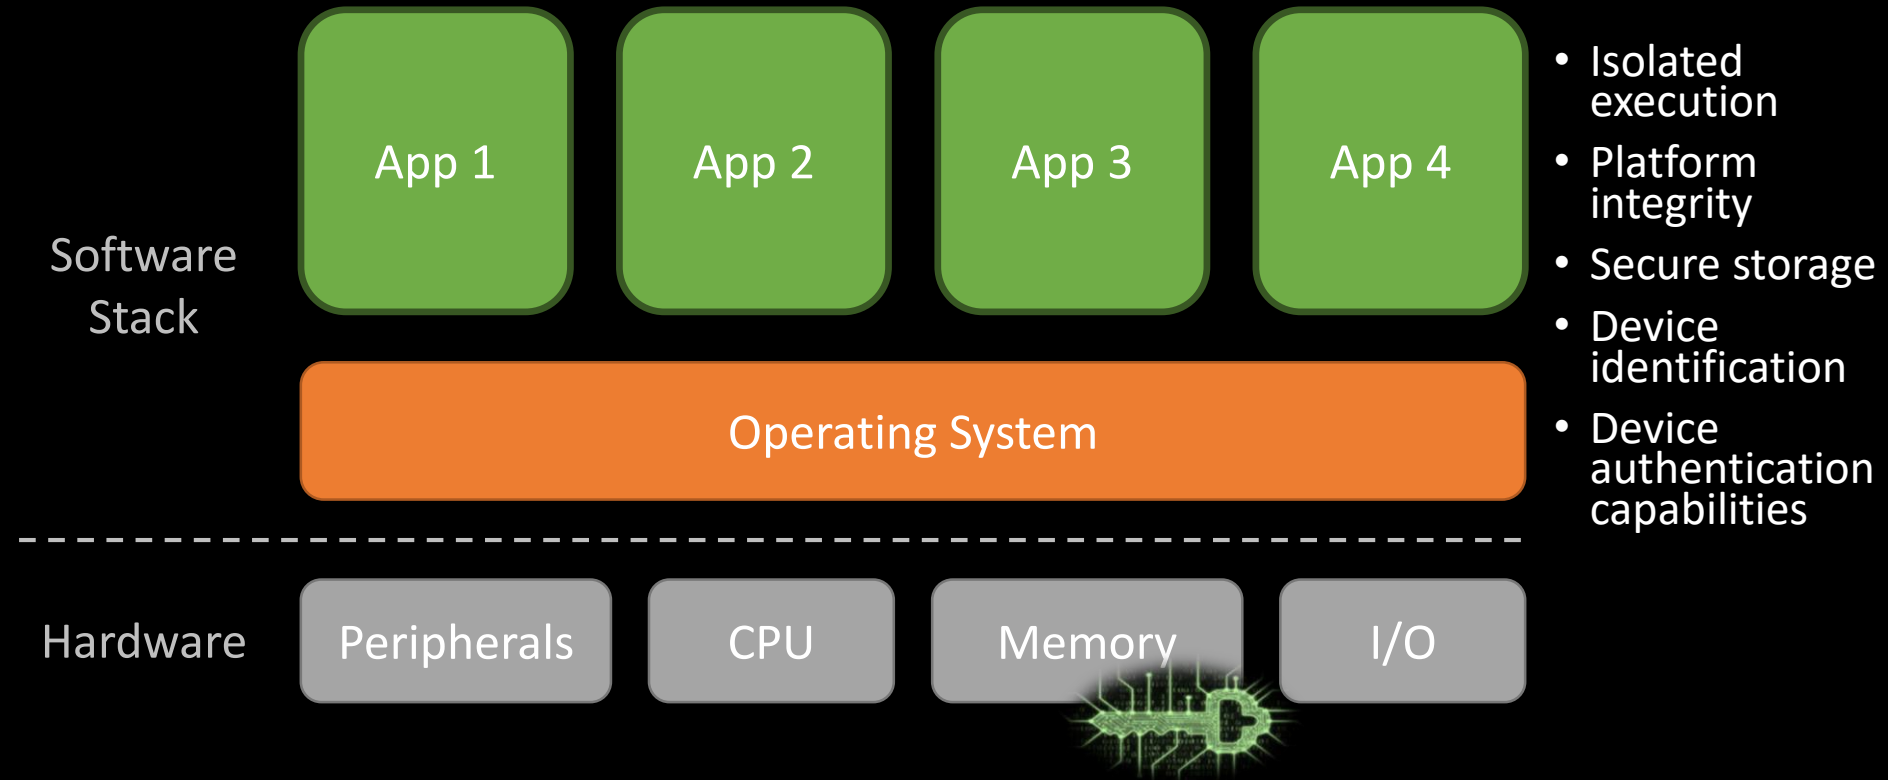 App 1
App 2
App 3
App 4
Software
Stack
Operating System
Hardware
Peripherals
CPU
Memory
I/O
• Isolated
execution
• Platform
integrity
• Secure storage
• Device
identification
• Device
authentication
capabilities